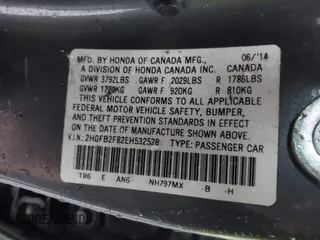 MFD. BY HONDA OF CANADA MFG., 06/'14
A DIVISION OF HONDA CANADA INC. CANADA
GVWR 3792LBS GAWR F 2029LBS R 1786LBS
GVWR 1720KG GAWR F 920KG R 810KG
THIS VEHICLE CONFORMS TO ALL APPLICABLE
FEDERAL MOTOR VEHICLE SAFETY, BUMPER,
AND THEFT PREVENTION STANDARDS IN EFFECT
ON THE DATE OF MANUFACTURE SHOWN ABOVE.
V.I.N: 2HGFB2F82EH532528 TYPE: PASSENGER CAR
TR6 E AN6 NH797MX -B -H